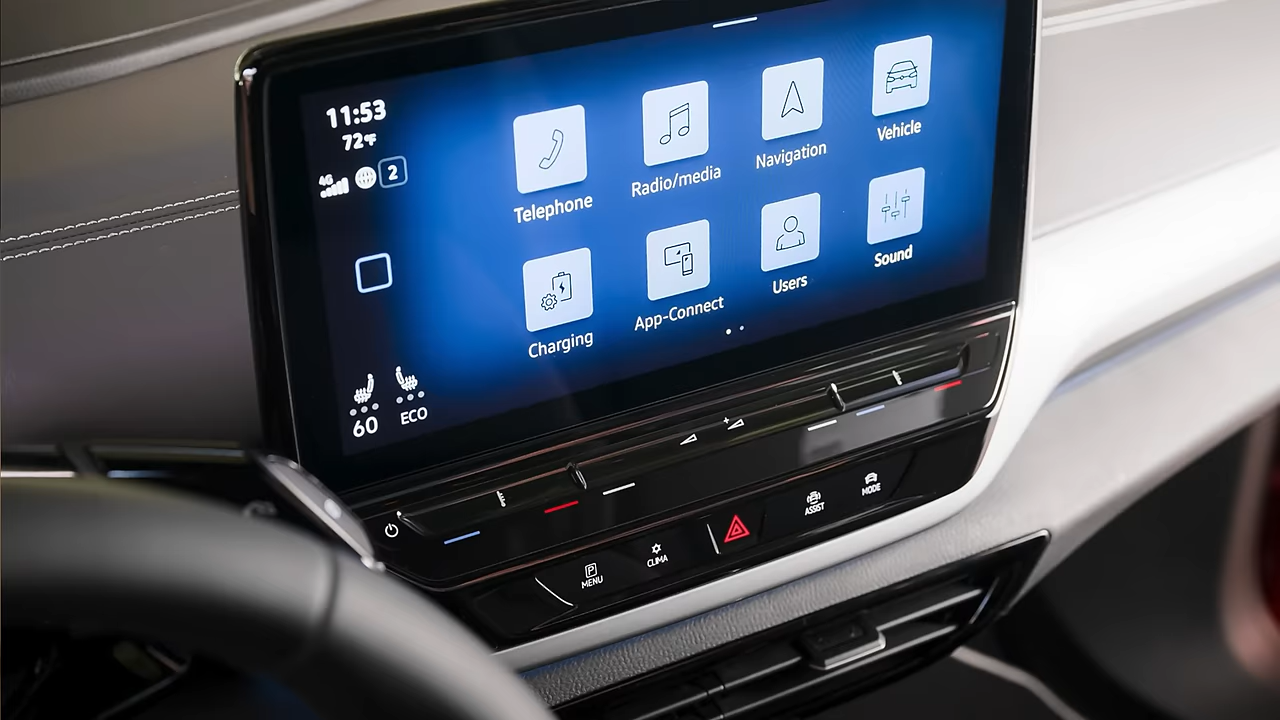 11:53
72°F
4G
2
Telephone
Radio/media
Navigation
Vehicle
Charging
App-Connect
Users
Sound
60
ECO
P
MENU
CLIMA
ASSIST
MODE